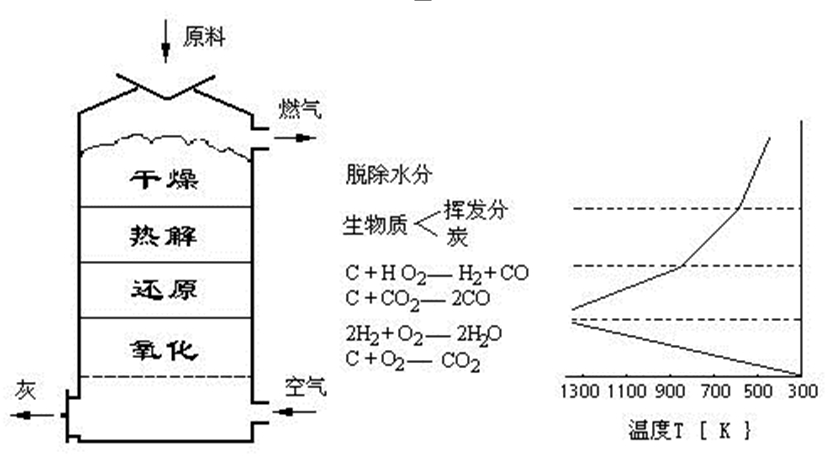 原料
燃气
干燥
热解
还原
氧化
灰
空气
脱除水分
生物质 挥发分
炭
C+H O₂—H₂+CO
C+CO₂—2CO
2H₂+O₂—2H₂O
C+O₂—CO₂
1300 1100 900 700 500 300
温度T [ K ]